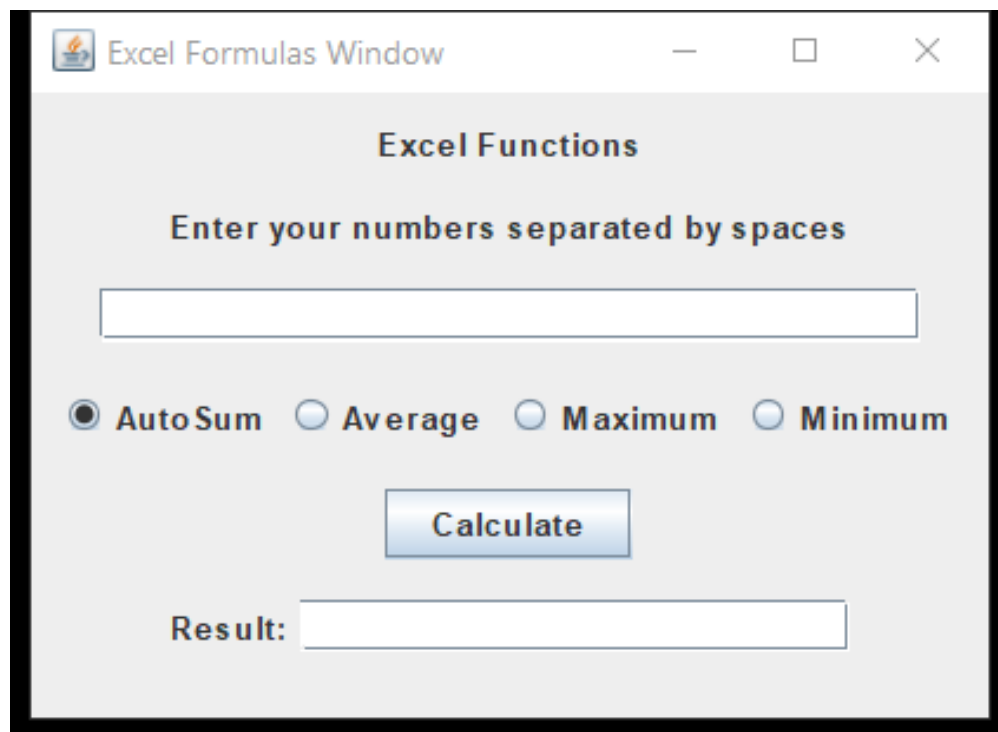 Excel Formulas Window
Excel Functions
Enter your numbers separated by spaces
AutoSum Average Maximum Minimum
Calculate
Result: